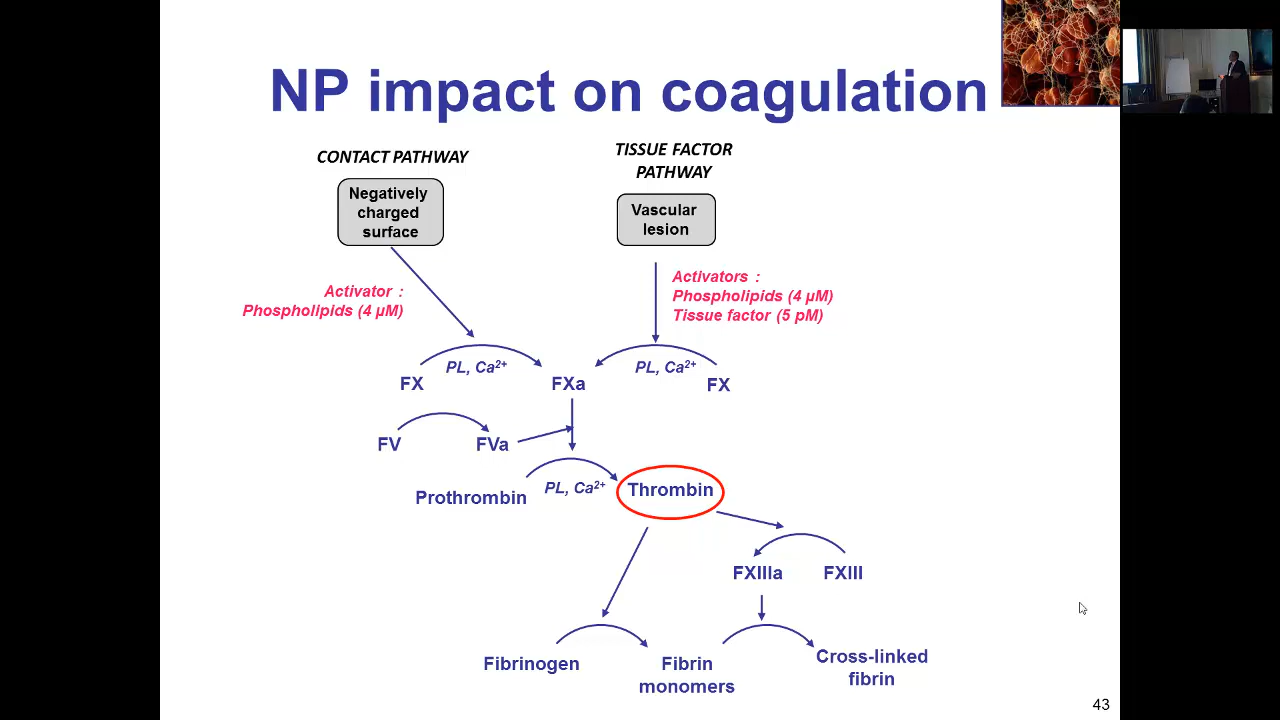 NP impact on coagulation
CONTACT PATHWAY
Negatively
charged
surface
TISSUE FACTOR
PATHWAY
Vascular
lesion
Activator :
Phospholipids (4 µM)
Activators :
Phospholipids (4 µM)
Tissue factor (5 pM)
FX
PL, Ca²⁺
FXa
PL, Ca²⁺
FX
FV
FVa
Prothrombin
PL, Ca²⁺
Thrombin
FXIIIa
FXIII
Fibrinogen
Fibrin
monomers
Cross-linked
fibrin
43